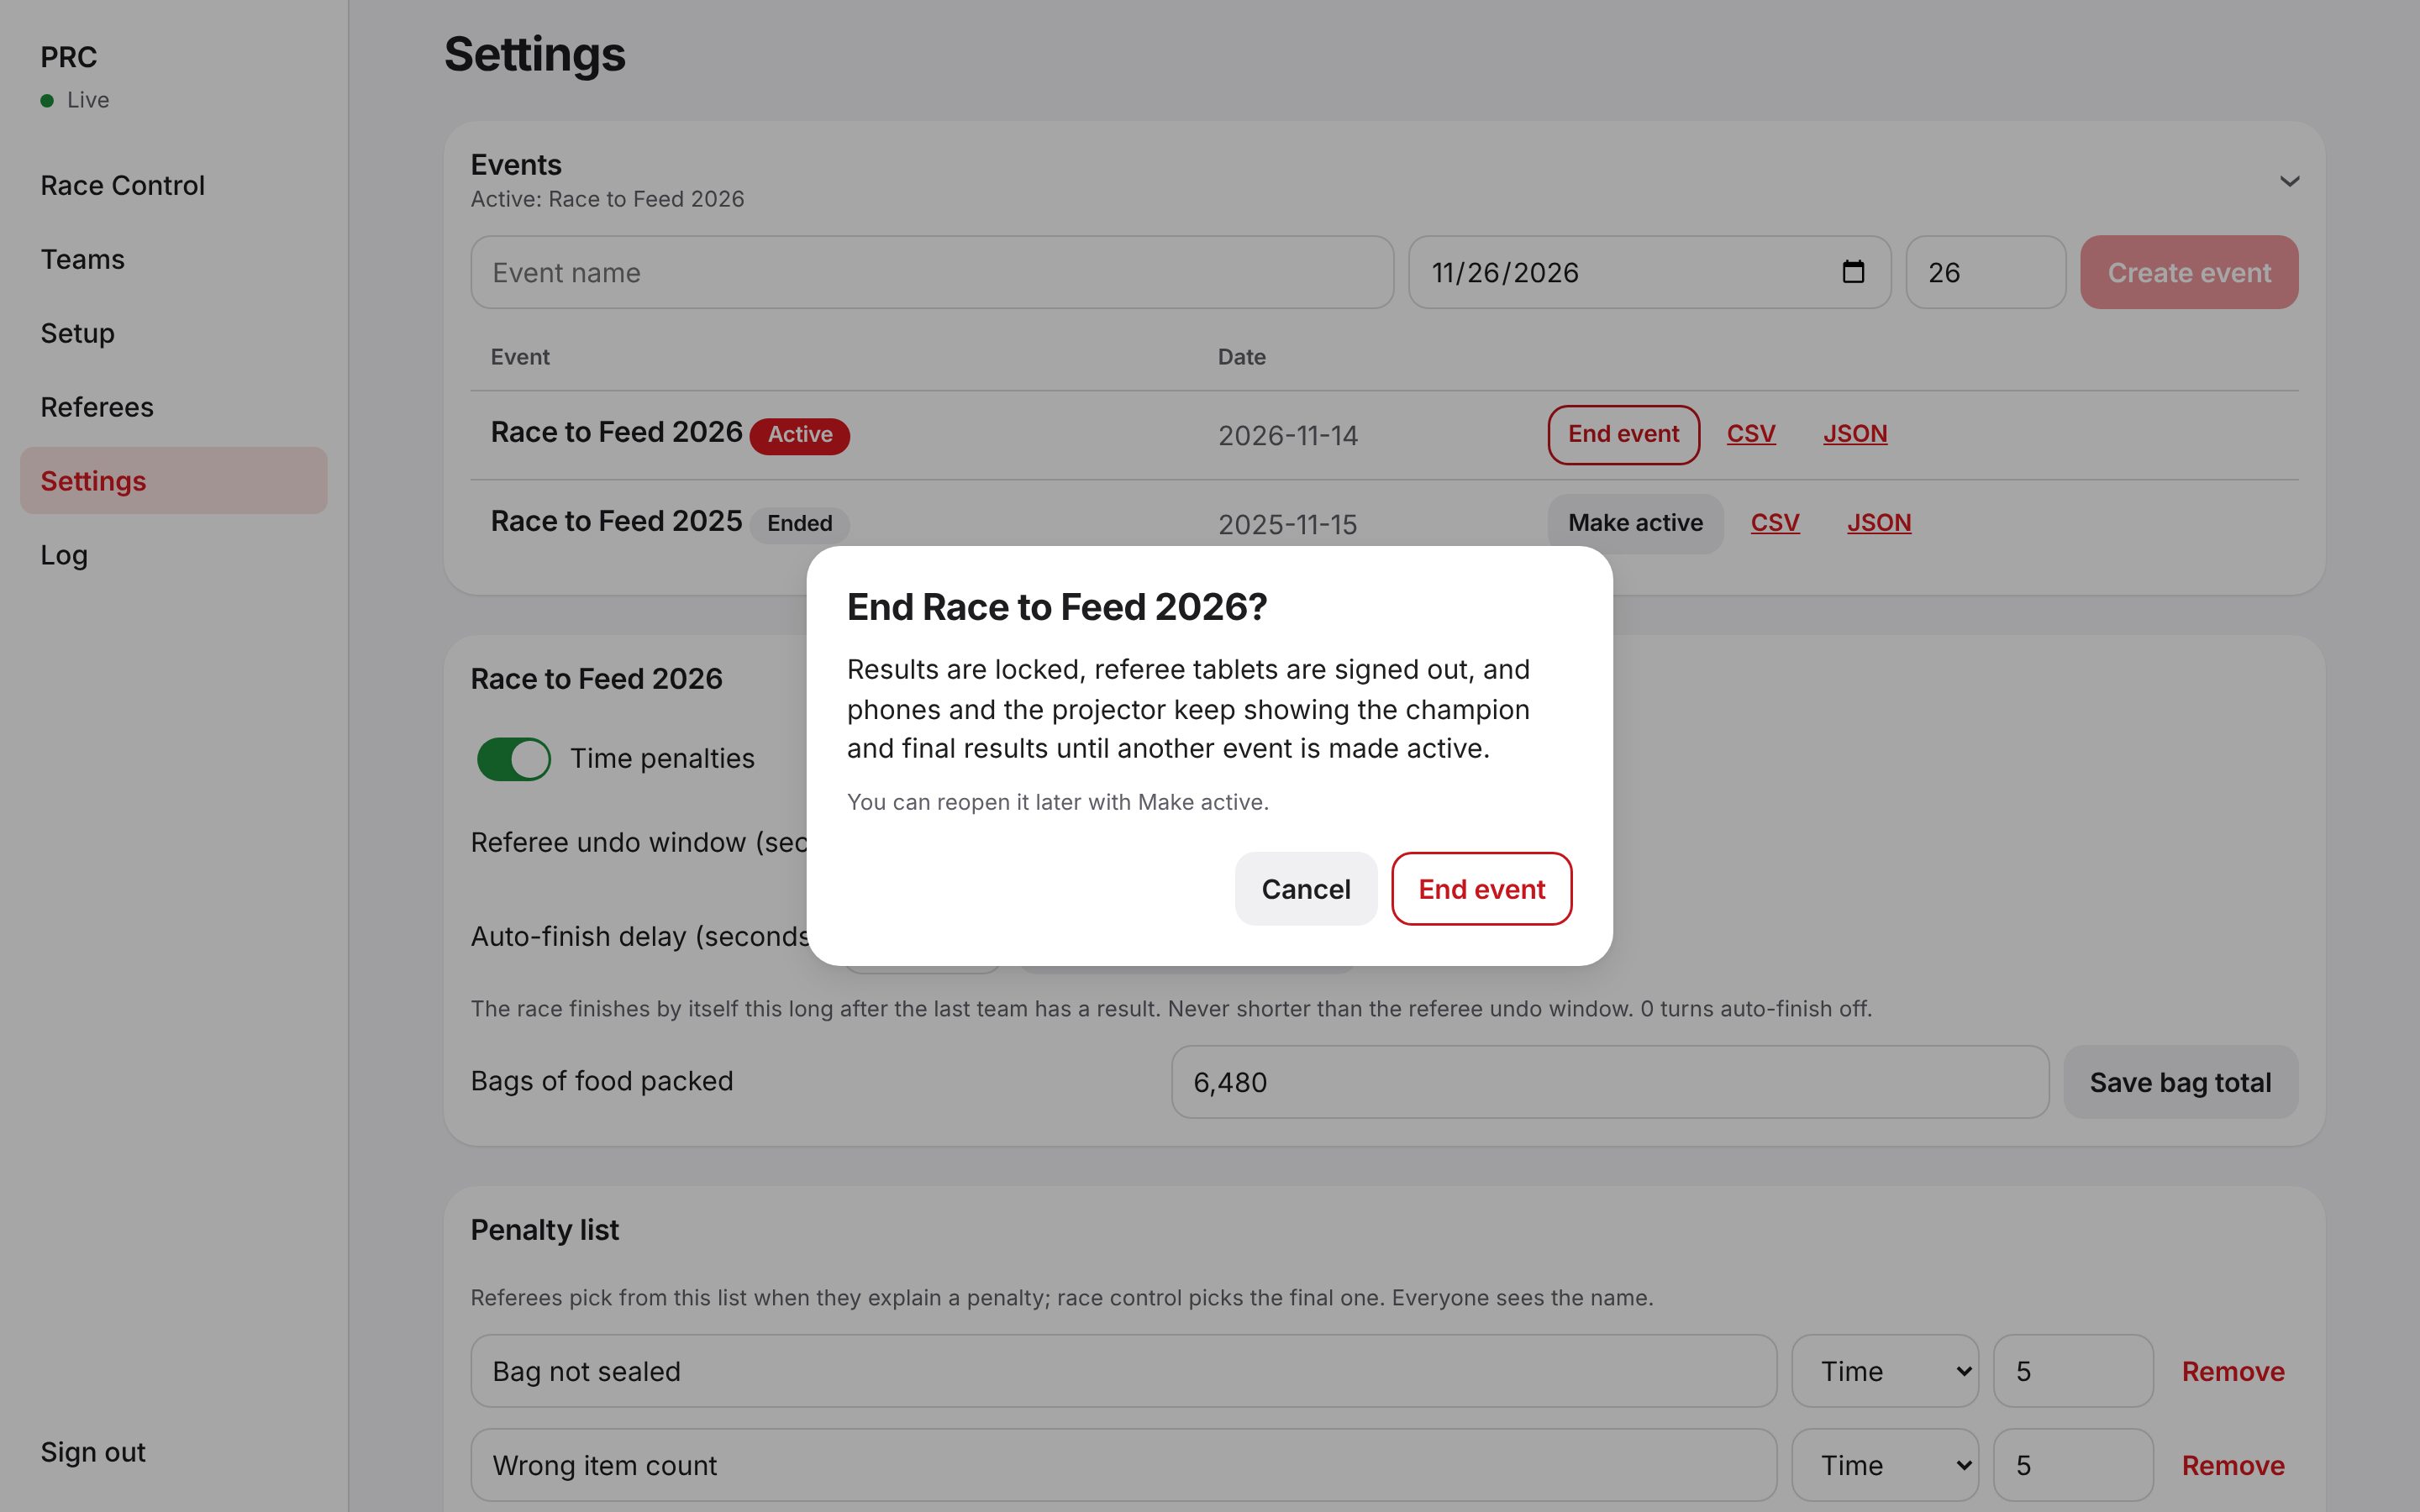 PRC
Live
Race Control
Teams
Setup
Referees
Settings
Log
Sign out
Settings
Events
Active: Race to Feed 2026
Event name
11/26/2026
26
Create event
Event Date
Race to Feed 2026 Active 2026-11-14 End event CSV JSON
Race to Feed 2025 Ended 2025-11-15 Make active CSV JSON
End Race to Feed 2026?
Results are locked, referee tablets are signed out, and
phones and the projector keep showing the champion
and final results until another event is made active.
You can reopen it later with Make active.
Cancel End event
Race to Feed 2026
Time penalties
Referee undo window
Auto-finish delay (seconds
The race finishes by itself this long after the last team has a result. Never shorter than the referee undo window. 0 turns auto-finish off.
Bags of food packed 6,480 Save bag total
Penalty list
Referees pick from this list when they explain a penalty; race control picks the final one. Everyone sees the name.
Bag not sealed Time 5 Remove
Wrong item count Time 5 Remove